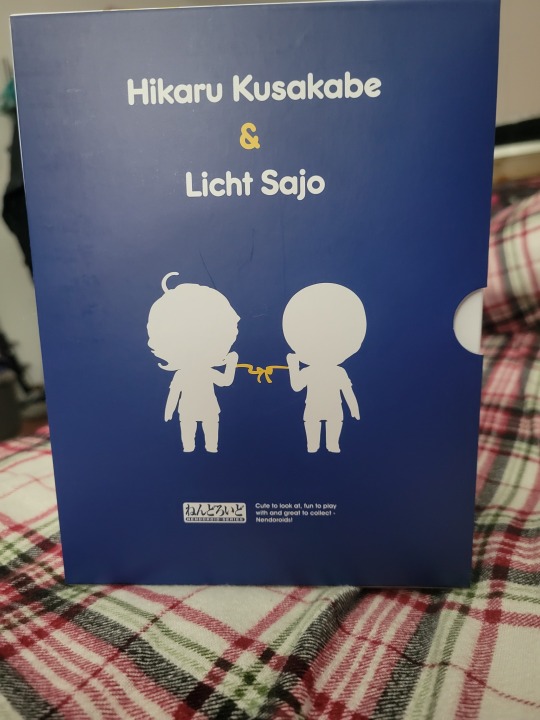 Hikaru Kusakabe
&
Licht Sajo
ねんどろいど
NENDOROID SERIES
Cute to look at, fun to play
with and great to collect -
Nendoroids!